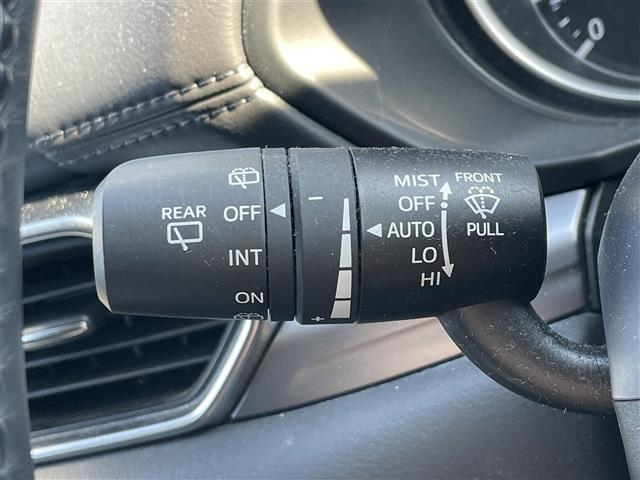 REAR
OFF
INT
ON
−
+
MIST
OFF
AUTO
LO
HI
FRONT
PULL
0